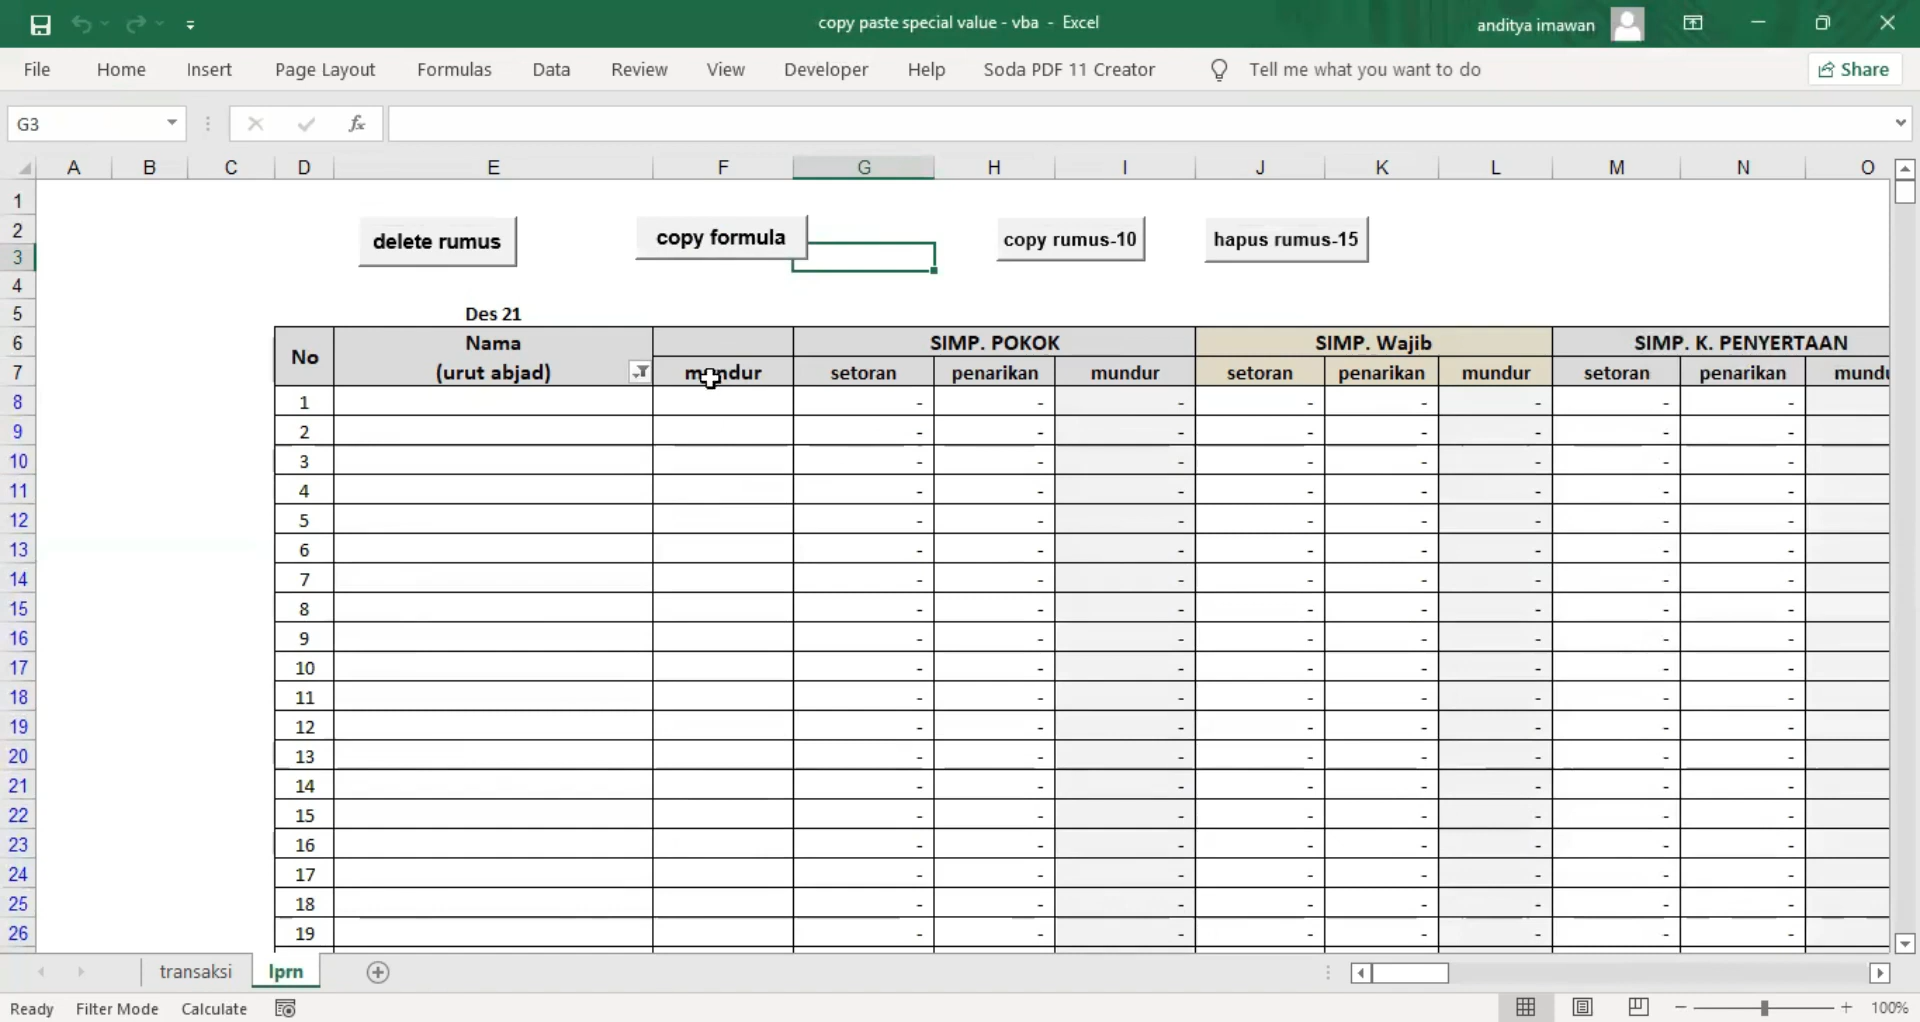 copy paste special value - vba - Excel
anditya imawan
File Home Insert Page Layout Formulas Data Review View Developer Help Soda PDF 11 Creator Tell me what you want to do Share
G3 fx
A B C D E F G H I J K L M N O
1
2 delete rumus copy formula copy rumus-10 hapus rumus-15
3
4
5 Des 21
6 No Nama SIMP. POKOK SIMP. Wajib SIMP. K. PENYERTAAN
7 (urut abjad) mundur setoran penarikan mundur setoran penarikan mundur setoran penarikan mundu
8 1 - - - - - - - -
9 2 - - - - - - - -
10 3 - - - - - - - -
11 4 - - - - - - - -
12 5 - - - - - - - -
13 6 - - - - - - - -
14 7 - - - - - - - -
15 8 - - - - - - - -
16 9 - - - - - - - -
17 10 - - - - - - - -
18 11 - - - - - - - -
19 12 - - - - - - - -
20 13 - - - - - - - -
21 14 - - - - - - - -
22 15 - - - - - - - -
23 16 - - - - - - - -
24 17 - - - - - - - -
25 18 - - - - - - - -
26 19 - - - - - - - -
transaksi lprn
Ready Filter Mode Calculate 100%